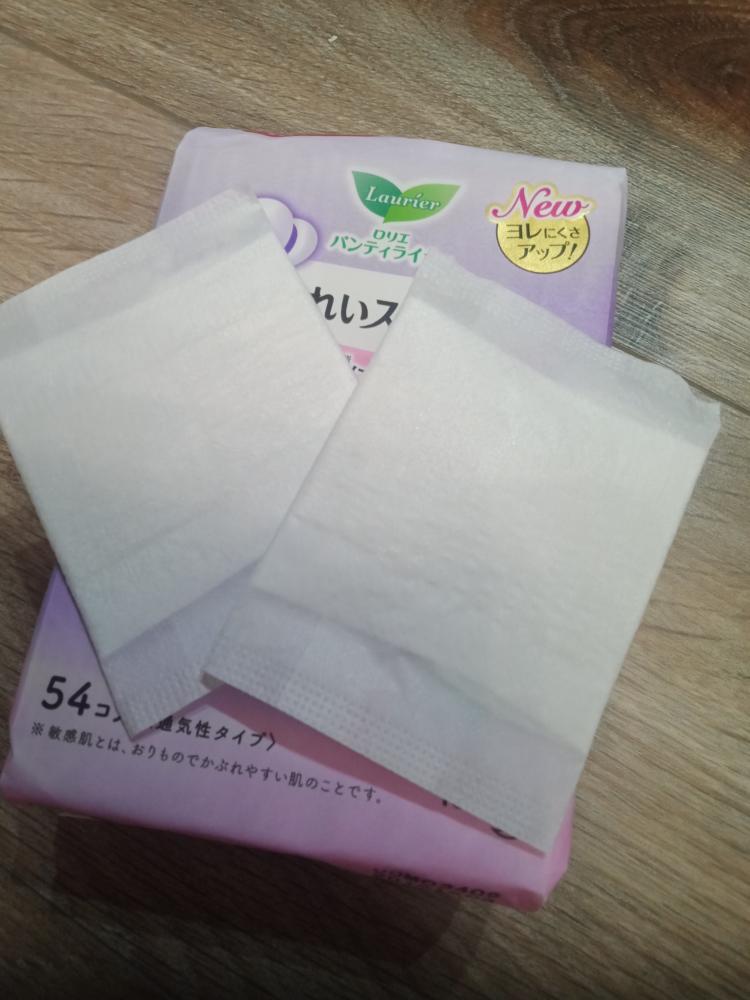 Laurier
New
ヨレにくさ
アップ!
ロリエ
パンティライ
れいス
54コ
通気性タイプ〉
※敏感肌とは、おりものでかぶれやすい肌のことです。